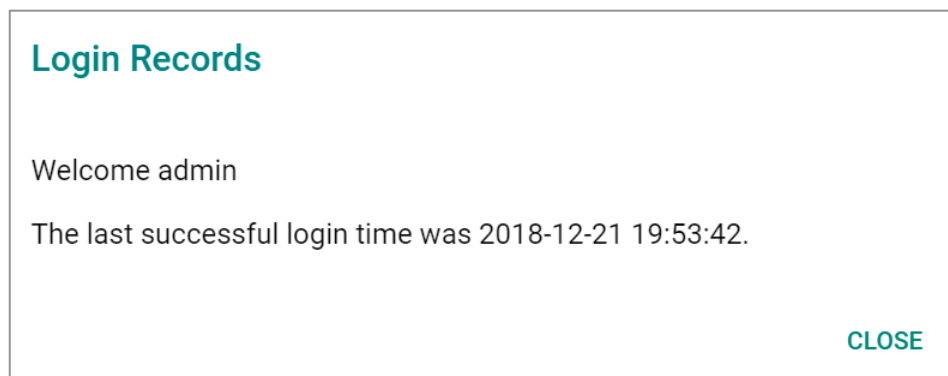 Login Records
Welcome admin
The last successful login time was 2018-12-21 19:53:42.
CLOSE